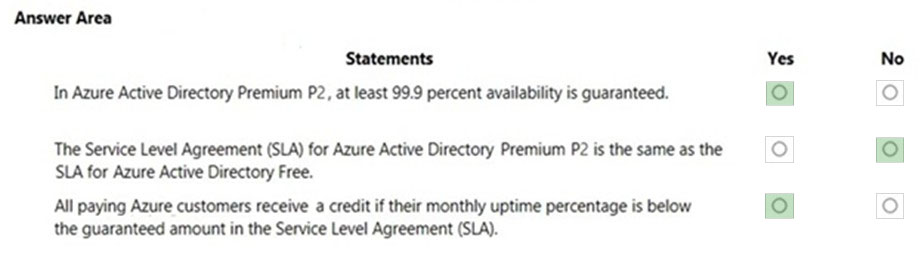 Answer Area
Statements Yes No
In Azure Active Directory Premium P2, at least 99.9 percent availability is guaranteed.
The Service Level Agreement (SLA) for Azure Active Directory Premium P2 is the same as the
SLA for Azure Active Directory Free.
All paying Azure customers receive a credit if their monthly uptime percentage is below
the guaranteed amount in the Service Level Agreement (SLA).